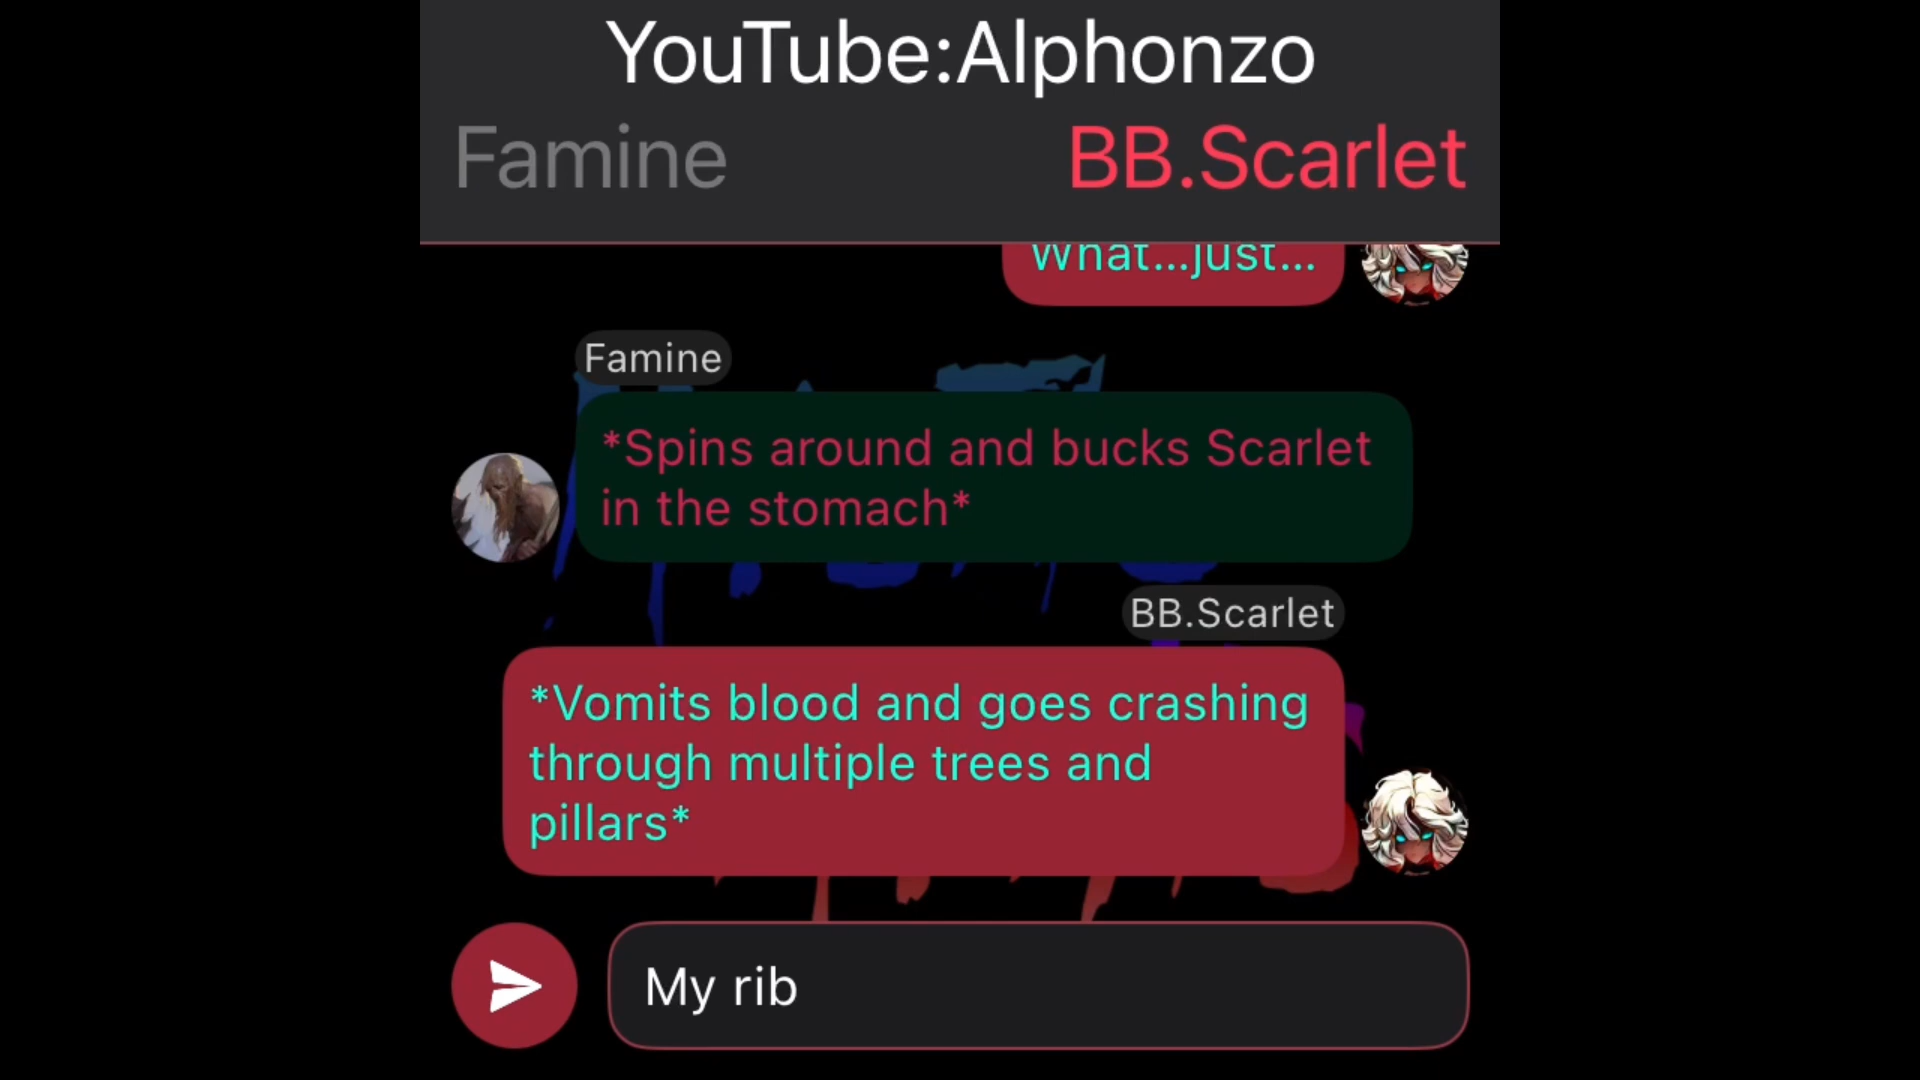 YouTube:Alphonzo
Famine BB.Scarlet
What...just...
Famine
*Spins around and bucks Scarlet
in the stomach*
BB.Scarlet
*Vomits blood and goes crashing
through multiple trees and
pillars*
My rib